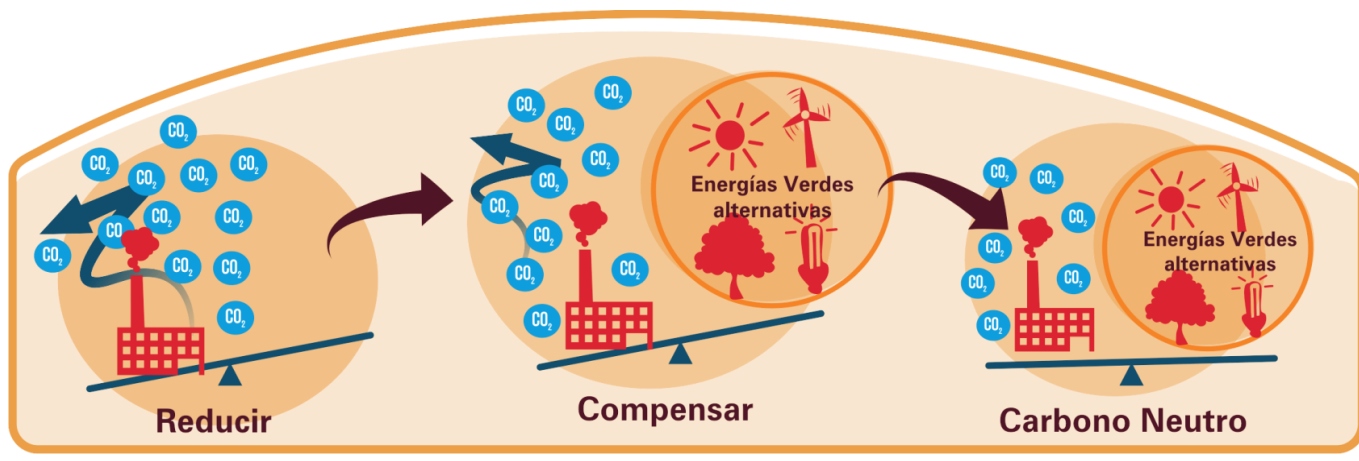 CO₂
CO₂
CO₂
CO₂
CO₂
CO₂
CO₂
CO
CO₂
CO₂
CO₂
CO₂
Reducir
CO₂
CO₂
CO₂
CO₂
CO₂
CO₂
CO₂
CO₂
CO₂
CO₂
CO₂
Energías Verdes
alternativas
Compensar
CO₂
CO₂
CO₂
CO₂
CO₂
CO₂
CO₂
Energías Verdes
alternativas
Carbono Neutro